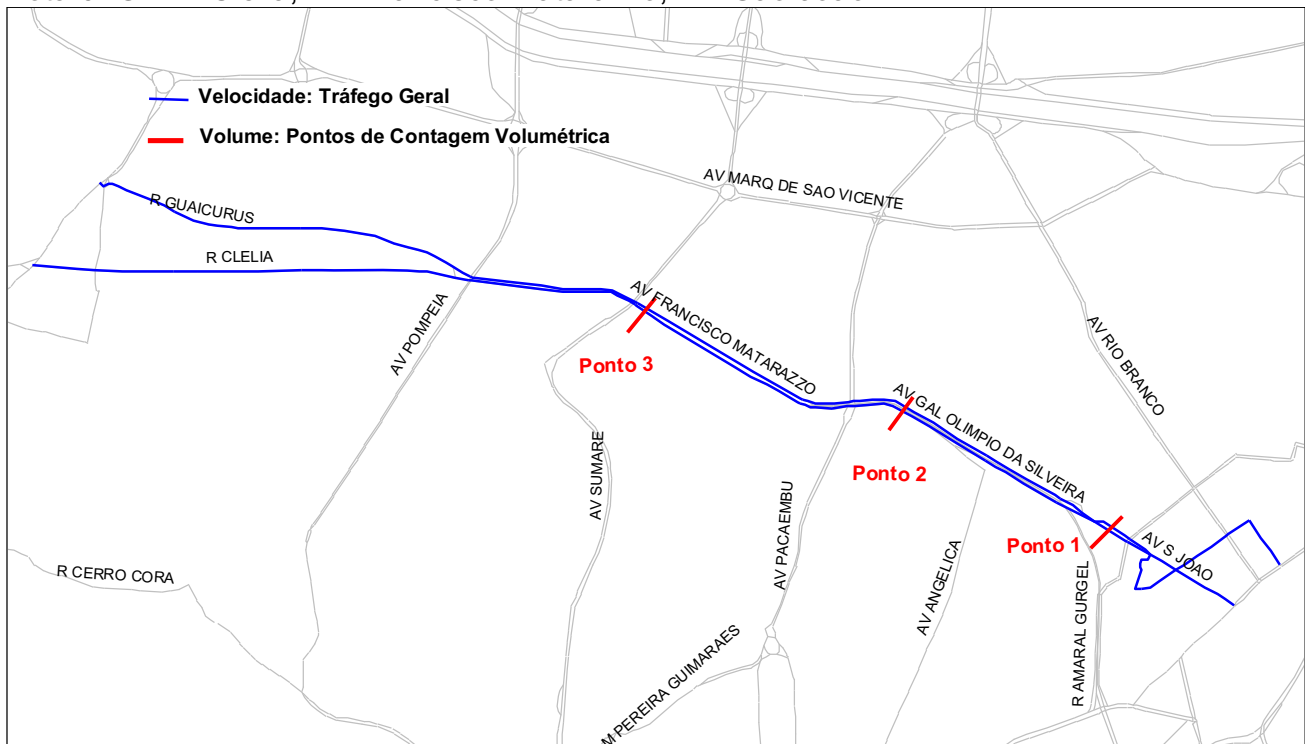 Velocidade: Tráfego Geral
Volume: Pontos de Contagem Volumétrica
AV MARQ DE SAO VICENTE
R GUAICURUS
R CLELIA
AV POMPEIA
AV FRANCISCO MATARAZZO
Ponto 3
AV RIO BRANCO
AV GAL OLIMPIO DA SILVEIRA
AV SUMARE
Ponto 2
AV PACAEMBU
Ponto 1
AV S JOAO
AV ANGELICA
R AMARAL GURGEL
R CERRO CORA
M PEREIRA GUIMARAES